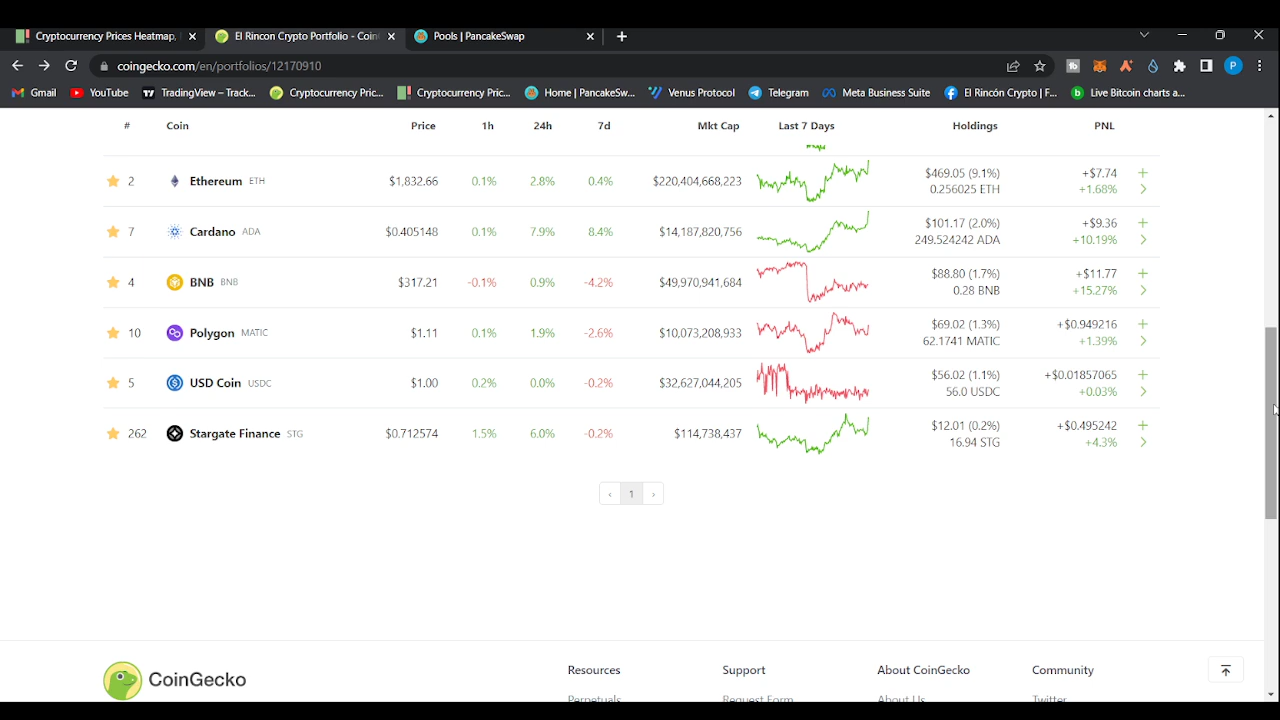 Cryptocurrency Prices Heatmap,
El Rincon Crypto Portfolio - Coin
Pools | PancakeSwap
coingecko.com/en/portfolios/12170910
Gmail YouTube TradingView – Track... Cryptocurrency Pric... Cryptocurrency Pric... Home | PancakeSw... Venus Protocol Telegram Meta Business Suite El Rincón Crypto | F... Live Bitcoin charts a...
# Coin Price 1h 24h 7d Mkt Cap Last 7 Days Holdings PNL
2 Ethereum ETH $1,832.66 0.1% 2.8% 0.4% $220,404,668,223 $469.05 (9.1%) +$7.74
0.256025 ETH +1.68%
7 Cardano ADA $0.405148 0.1% 7.9% 8.4% $14,187,820,756 $101.17 (2.0%) +$9.36
249.524242 ADA +10.19%
4 BNB BNB $317.21 -0.1% 0.9% -4.2% $49,970,941,684 $88.80 (1.7%) +$11.77
0.28 BNB +15.27%
10 Polygon MATIC $1.11 0.1% 1.9% -2.6% $10,073,208,933 $69.02 (1.3%) +$0.949216
62.1741 MATIC +1.39%
5 USD Coin USDC $1.00 0.2% 0.0% -0.2% $32,627,044,205 $56.02 (1.1%) +$0.01857065
56.0 USDC +0.03%
262 Stargate Finance STG $0.712574 1.5% 6.0% -0.2% $114,738,437 $12.01 (0.2%) +$0.495242
16.94 STG +4.3%
‹ 1 ›
CoinGecko
Resources Support About CoinGecko Community
Perpetuals Request Form About Us Twitter